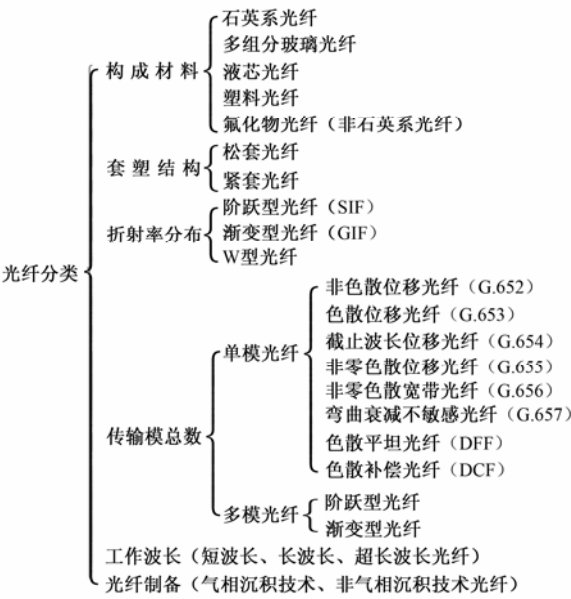 光纤分类
构成材料
石英系光纤
多组分玻璃光纤
液芯光纤
塑料光纤
氟化物光纤（非石英系光纤）
套塑结构
松套光纤
紧套光纤
折射率分布
阶跃型光纤（SIF）
渐变型光纤（GIF）
W型光纤
传输模总数
单模光纤
非色散位移光纤（G.652）
色散位移光纤（G.653）
截止波长位移光纤（G.654）
非零色散位移光纤（G.655）
非零色散宽带光纤（G.656）
弯曲衰减不敏感光纤（G.657）
色散平坦光纤（DFF）
色散补偿光纤（DCF）
多模光纤
阶跃型光纤
渐变型光纤
工作波长（短波长、长波长、超长波长光纤）
光纤制备（气相沉积技术、非气相沉积技术光纤）